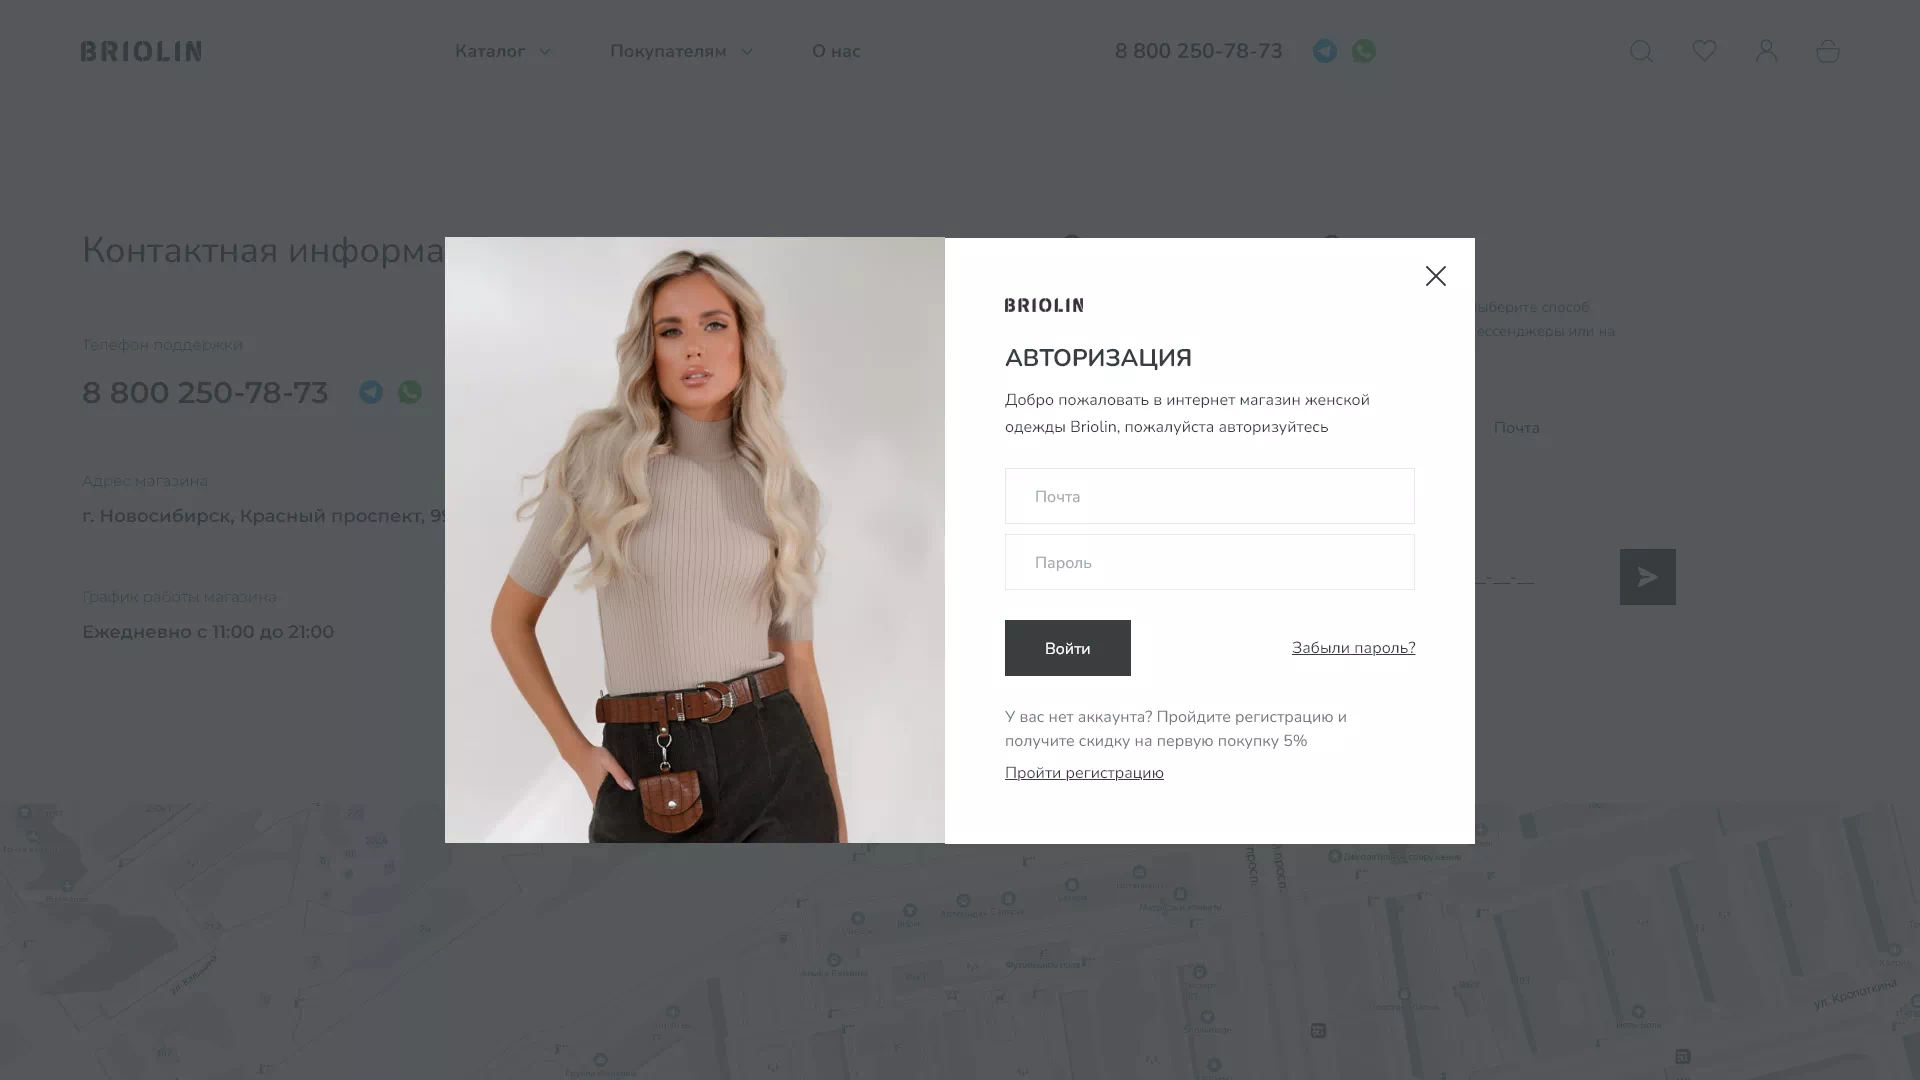 BRIOLIN
Каталог
Покупателям
О нас
8 800 250-78-73
Контактная информа
Телефон поддержки
8 800 250-78-73
Адрес магазина
г. Новосибирск, Красный проспект, 99
График работы магазина
Ежедневно с 11:00 до 21:00
BRIOLIN
АВТОРИЗАЦИЯ
Добро пожаловать в интернет магазин женской
одежды Briolin, пожалуйста авторизуйтесь
Почта
Пароль
Войти
Забыли пароль?
У вас нет аккаунта? Пройдите регистрацию и
получите скидку на первую покупку 5%
Пройти регистрацию
способ
или на
Почта
просп.
просп.
ул. Кропоткина